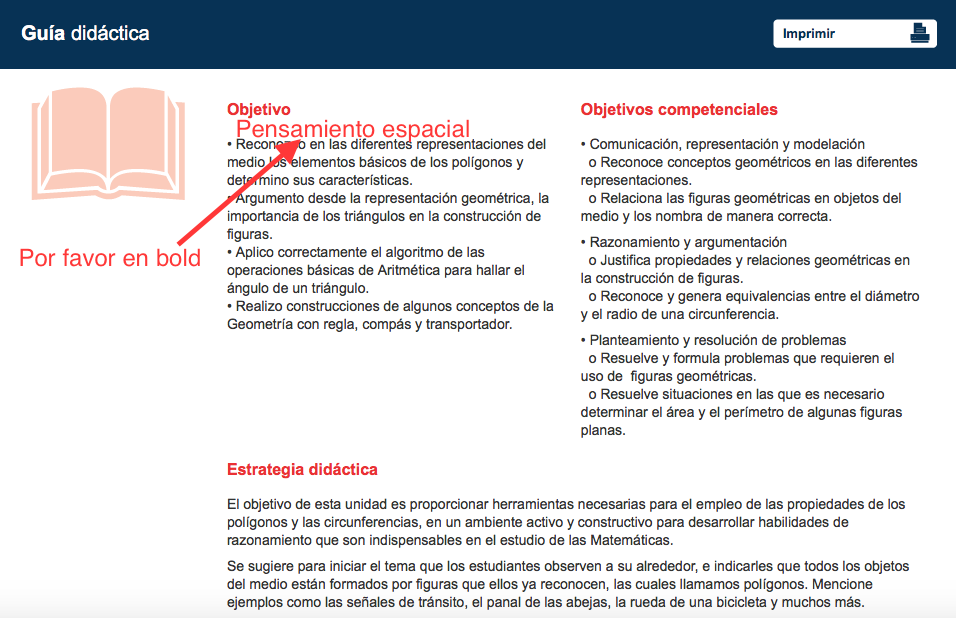 Guía didáctica
Imprimir
Objetivo
Pensamiento espacial
• Reconozco en las diferentes representaciones del
medio los elementos básicos de los polígonos y
determino sus características.
• Argumento desde la representación geométrica, la
importancia de los triángulos en la construcción de
figuras.
• Aplico correctamente el algoritmo de las
operaciones básicas de Aritmética para hallar el
ángulo de un triángulo.
• Realizo construcciones de algunos conceptos de la
Geometría con regla, compás y transportador.
Por favor en bold
Objetivos competenciales
• Comunicación, representación y modelación
o Reconoce conceptos geométricos en las diferentes
representaciones.
o Relaciona las figuras geométricas en objetos del
medio y los nombra de manera correcta.
• Razonamiento y argumentación
o Justifica propiedades y relaciones geométricas en
la construcción de figuras.
o Reconoce y genera equivalencias entre el diámetro
y el radio de una circunferencia.
• Planteamiento y resolución de problemas
o Resuelve y formula problemas que requieren el
uso de figuras geométricas.
o Resuelve situaciones en las que es necesario
determinar el área y el perímetro de algunas figuras
planas.
Estrategia didáctica
El objetivo de esta unidad es proporcionar herramientas necesarias para el empleo de las propiedades de los
polígonos y las circunferencias, en un ambiente activo y constructivo para desarrollar habilidades de
razonamiento que son indispensables en el estudio de las Matemáticas.
Se sugiere para iniciar el tema que los estudiantes observen a su alrededor, e indicarles que todos los objetos
del medio están formados por figuras que ellos ya reconocen, las cuales llamamos polígonos. Mencione
ejemplos como las señales de tránsito, el panal de las abejas, la rueda de una bicicleta y muchos más.